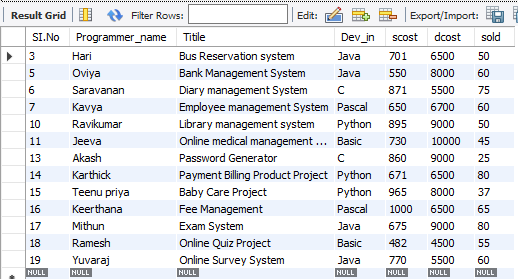 Result Grid Filter Rows: Edit: Export/Import:
SI.No Programmer_name Titile Dev_in scost dcost sold
3 Hari Bus Reservation system Java 701 6500 50
5 Oviya Bank Management System Java 550 8000 60
6 Saravanan Diary management System C 871 5500 75
7 Kavya Employee management System Pascal 650 6700 60
10 Ravikumar Library management system Python 895 9000 50
11 Jeeva Online medical management ... Basic 730 10000 45
13 Akash Password Generator C 860 9000 25
14 Karthick Payment Billing Product Project Python 671 6500 80
15 Teenu priya Baby Care Project Python 965 8000 37
16 Keerthana Fee Management Pascal 1000 6500 65
17 Mithun Exam System Java 675 9000 80
18 Ramesh Online Quiz Project Basic 482 4500 55
19 Yuvaraj Online Survey System Java 770 5500 60
NULL NULL NULL NULL NULL NULL NULL